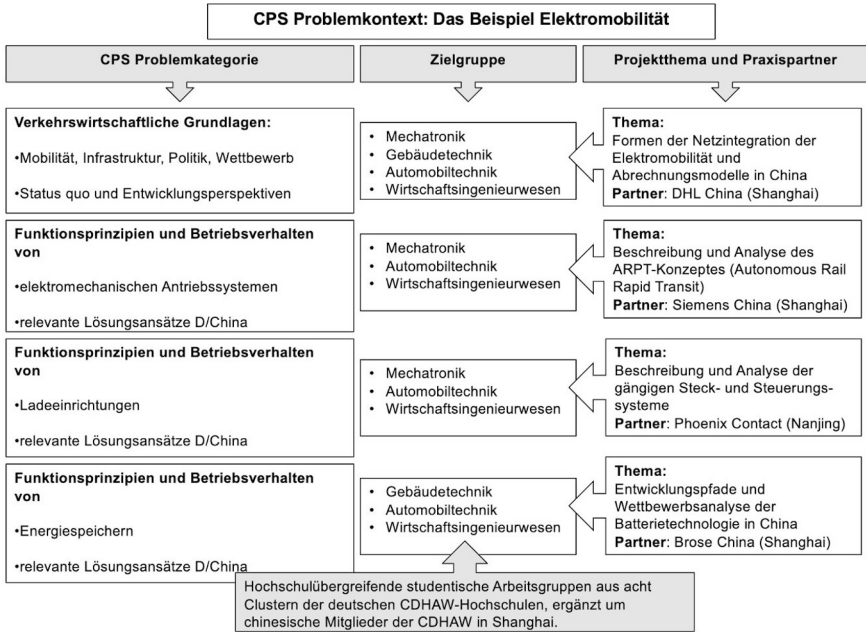 CPS Problemkontext: Das Beispiel Elektromobilität
CPS Problemkategorie
Zielgruppe
Projektthema und Praxispartner
Verkehrswirtschaftliche Grundlagen:
•Mobilität, Infrastruktur, Politik, Wettbewerb
•Status quo und Entwicklungsperspektiven
• Mechatronik
• Gebäudetechnik
• Automobiltechnik
• Wirtschaftsingenieurwesen
Thema:
Formen der Netzintegration der
Elektromobilität und
Abrechnungsmodelle in China
Partner: DHL China (Shanghai)
Funktionsprinzipien und Betriebsverhalten
von
•elektromechanischen Antriebssystemen
•relevante Lösungsansätze D/China
• Mechatronik
• Automobiltechnik
• Wirtschaftsingenieurwesen
Thema:
Beschreibung und Analyse des
ARPT-Konzeptes (Autonomous Rail
Rapid Transit)
Partner: Siemens China (Shanghai)
Funktionsprinzipien und Betriebsverhalten
von
•Ladeeinrichtungen
•relevante Lösungsansätze D/China
• Mechatronik
• Automobiltechnik
• Wirtschaftsingenieurwesen
Thema:
Beschreibung und Analyse der
gängigen Steck- und Steuerungs-
systeme
Partner: Phoenix Contact (Nanjing)
Funktionsprinzipien und Betriebsverhalten
von
•Energiespeichern
•relevante Lösungsansätze D/China
• Gebäudetechnik
• Automobiltechnik
• Wirtschaftsingenieurwesen
Thema:
Entwicklungspfade und
Wettbewerbsanalyse der
Batterietechnologie in China
Partner: Brose China (Shanghai)
Hochschulübergreifende studentische Arbeitsgruppen aus acht
Clustern der deutschen CDHAW-Hochschulen, ergänzt um
chinesische Mitglieder der CDHAW in Shanghai.